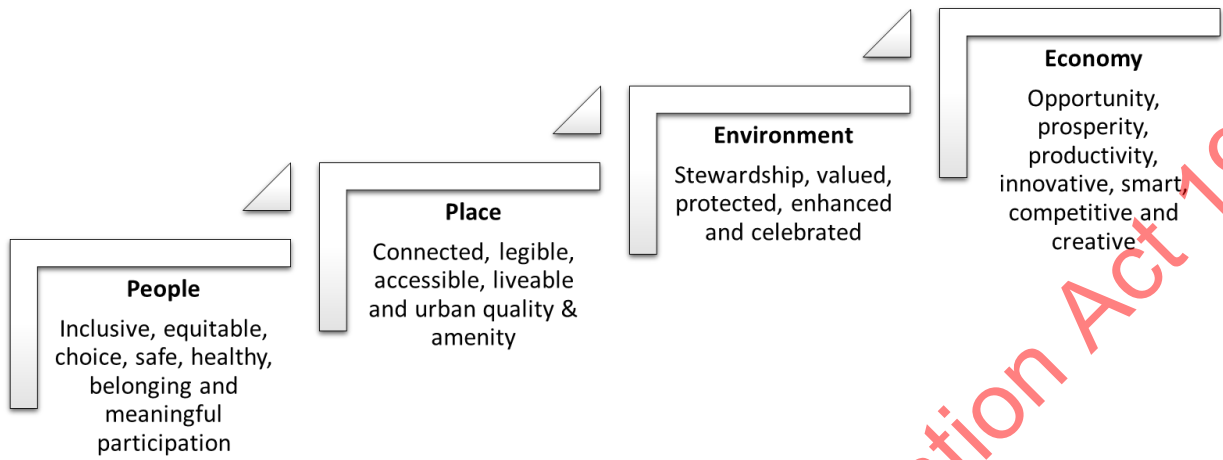 People
Inclusive, equitable,
choice, safe, healthy,
belonging and
meaningful
participation
Place
Connected, legible,
accessible, liveable
and urban quality &
amenity
Environment
Stewardship, valued,
protected, enhanced
and celebrated
Economy
Opportunity,
prosperity,
productivity,
innovative, smart,
competitive and
creative
Act